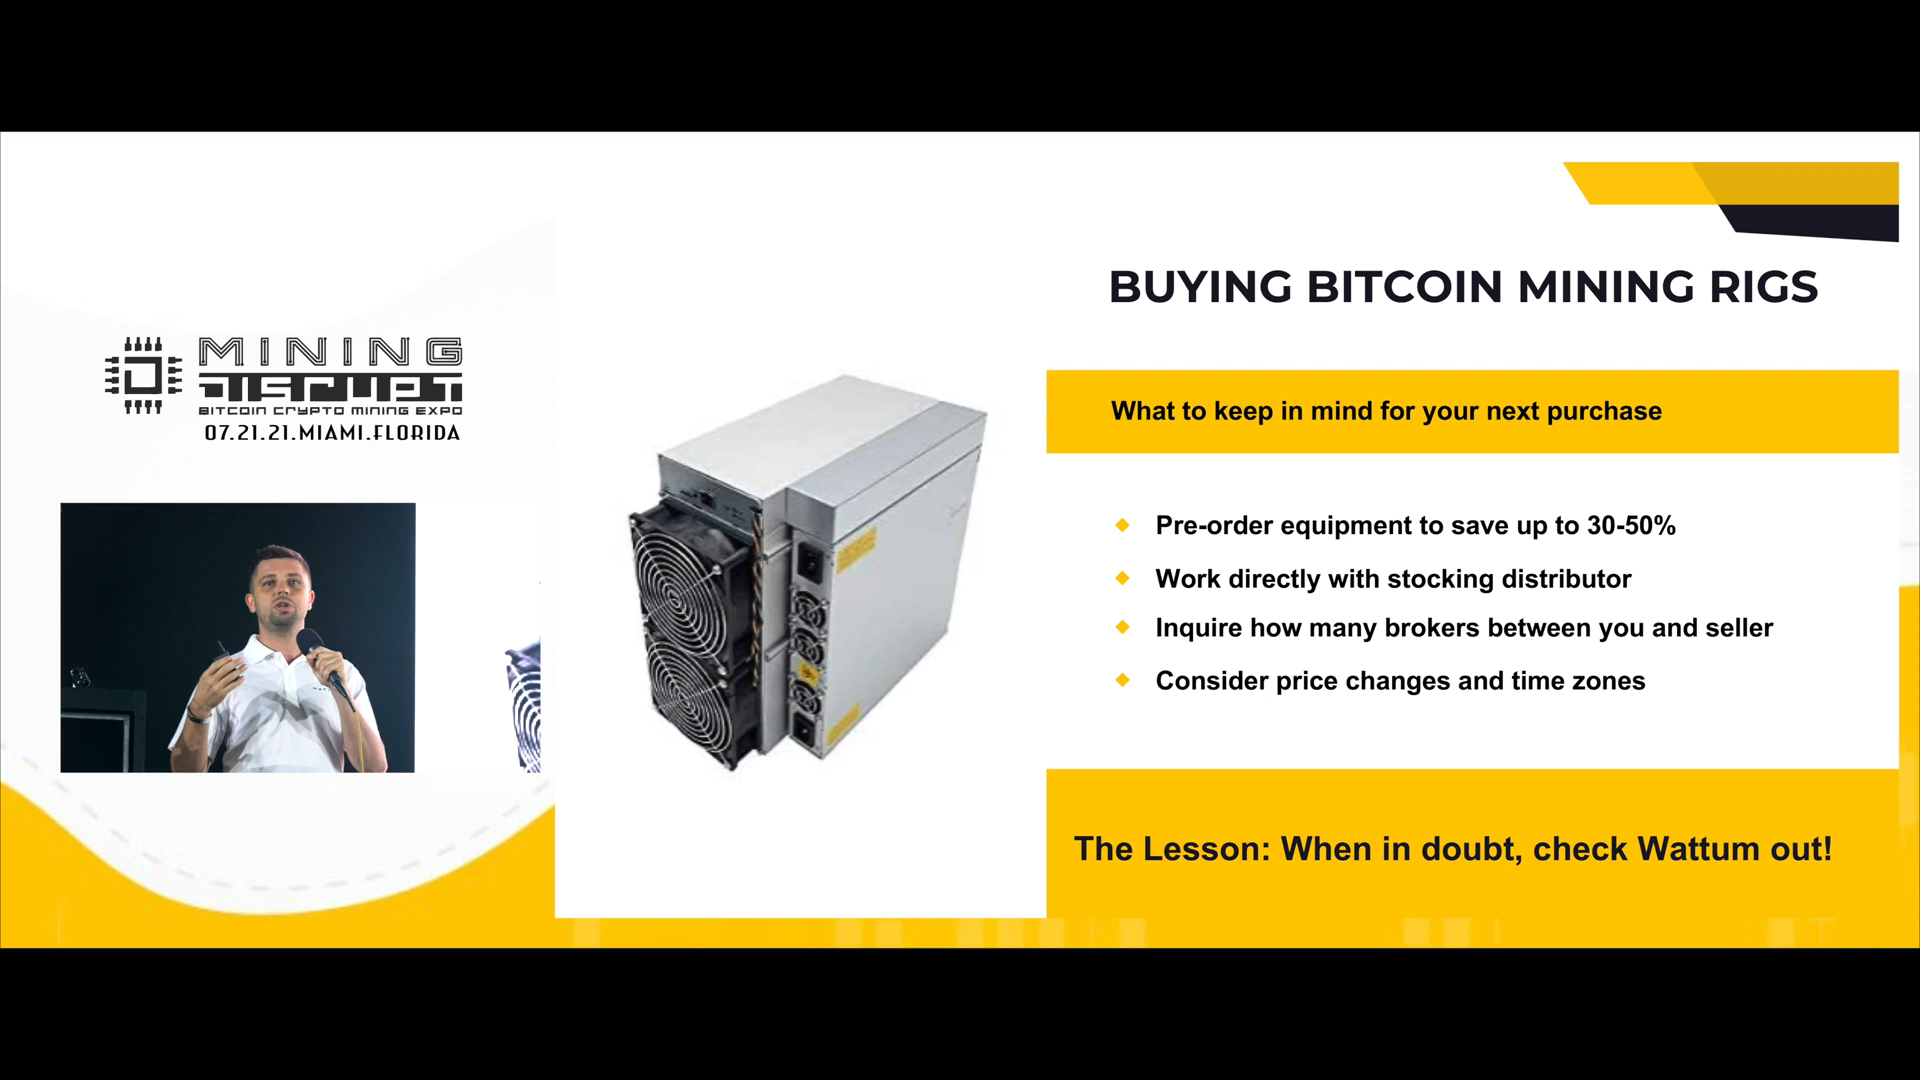 MINING
DISRUPT
BITCOIN CRYPTO MINING EXPO
07.21.21.MIAMI.FLORIDA
BUYING BITCOIN MINING RIGS
What to keep in mind for your next purchase
Pre-order equipment to save up to 30-50%
Work directly with stocking distributor
Inquire how many brokers between you and seller
Consider price changes and time zones
The Lesson: When in doubt, check Wattum out!